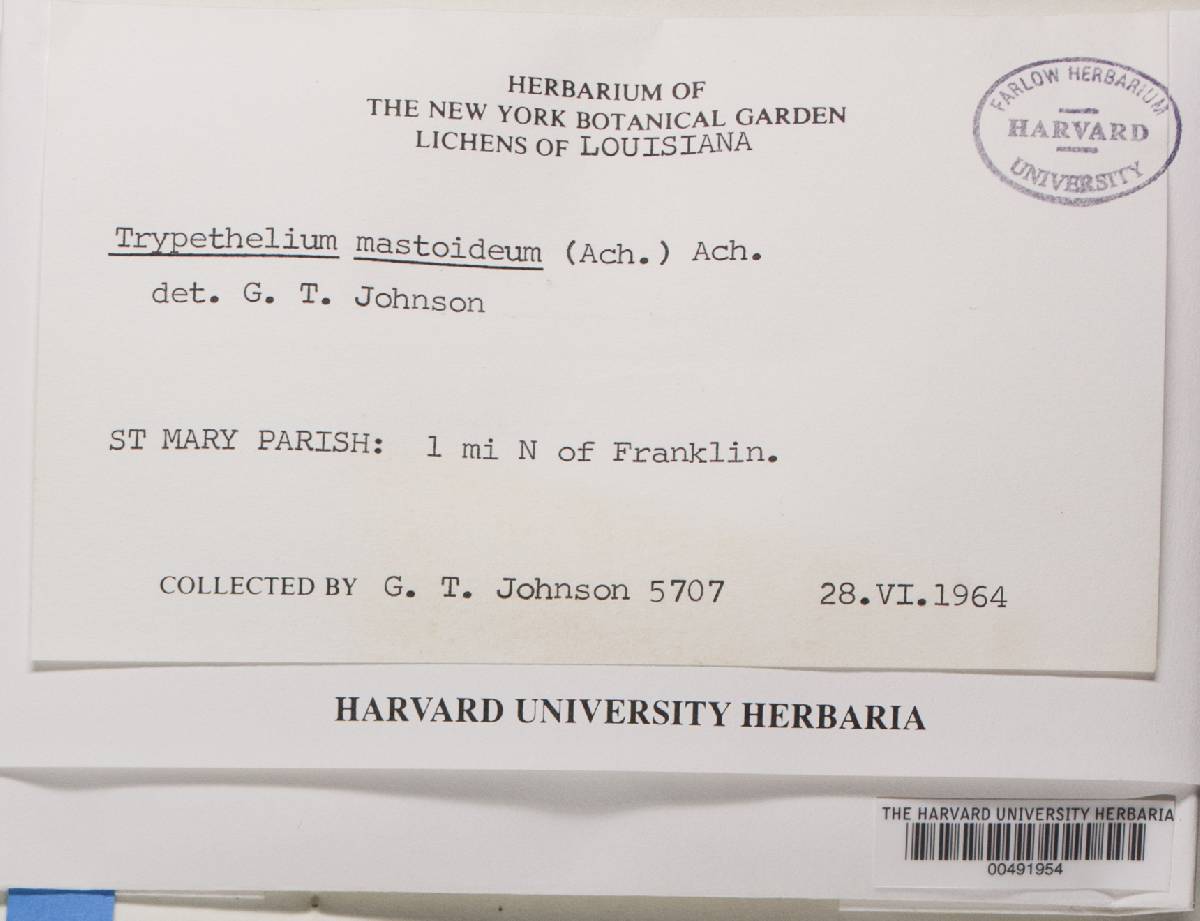 HERBARIUM OF
THE NEW YORK BOTANICAL GARDEN
LICHENS OF LOUISIANA
FARLOW HERBARIUM
HARVARD
UNIVERSITY
Trypethelium mastoideum (Ach.) Ach.
det. G. T. Johnson
ST MARY PARISH: 1 mi N of Franklin.
COLLECTED BY G. T. Johnson 5707 28.VI.1964
HARVARD UNIVERSITY HERBARIA
THE HARVARD UNIVERSITY HERBARIA
00491954